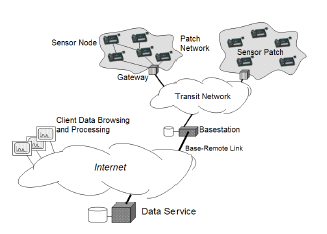 Sensor Node
Patch
Network
Sensor Patch
Gateway
Transit Network
Client Data Browsing
and Processing
Basestation
Base-Remote Link
Internet
Data Service